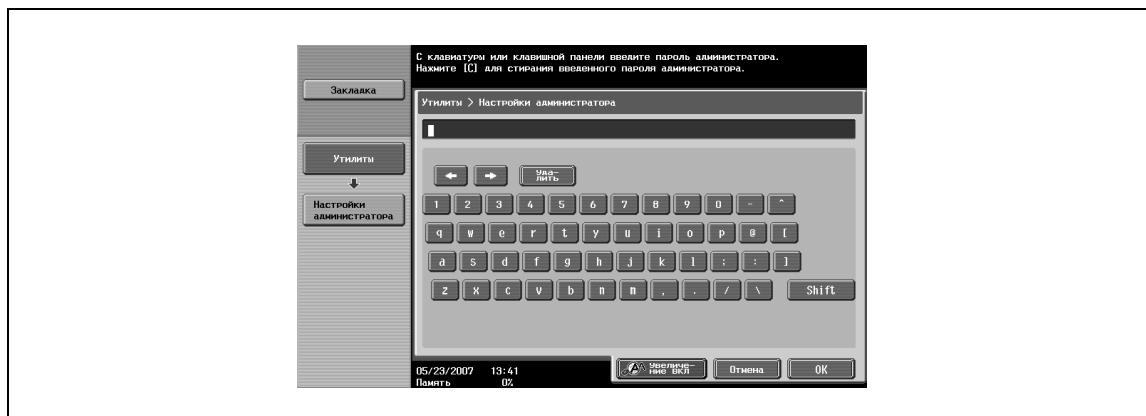 С клавиатуры или клавишной панели введите пароль администратора.
Нажмите [C] для стирания введенного пароля администратора.
Закладка
Утилиты > Настройки администратора
Утилиты
Настройки
администратора
← → Уда-
лить
1 2 3 4 5 6 7 8 9 0 - ^
q w e r t y u i o p @ [
a s d f g h j k l ; : ]
z x c v b n m , . / \ Shift
05/23/2007 13:41
Память 0%
Увеличе-
ние ВКЛ
Отмена
OK